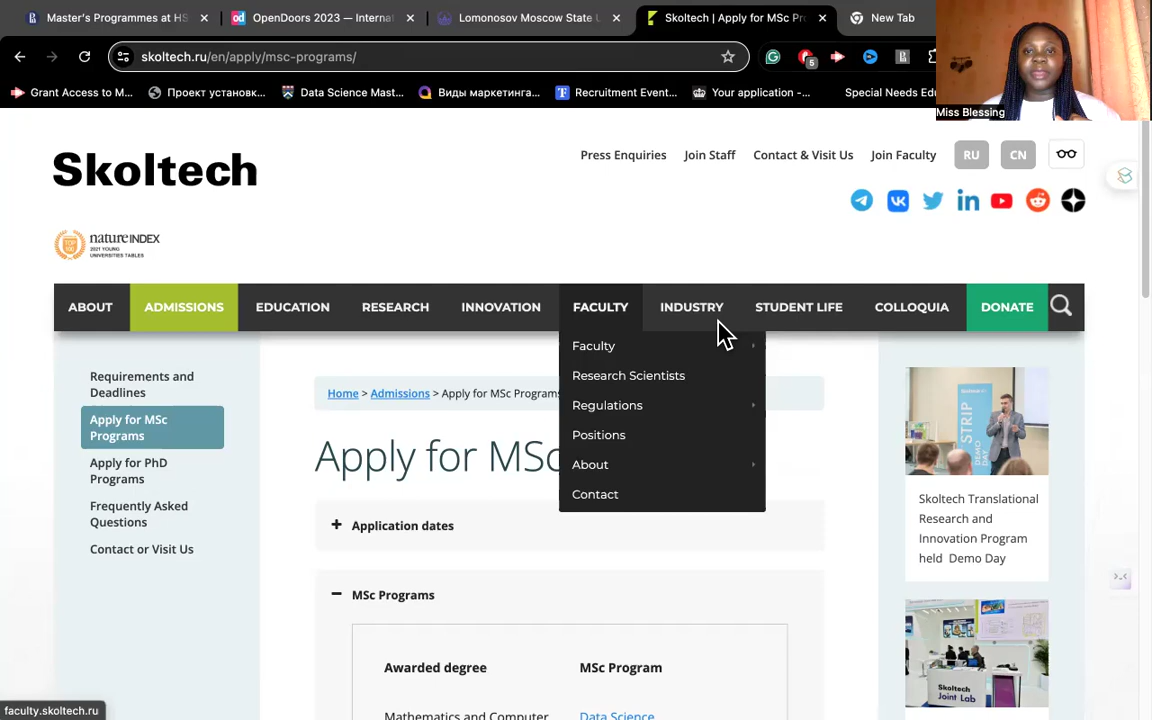 Master's Programmes at HS
OpenDoors 2023 — Internat
Lomonosov Moscow State U
Skoltech | Apply for MSc Pr
New Tab
skoltech.ru/en/apply/msc-programs/
5
Grant Access to M...
Проект установк...
Data Science Mast...
Виды маркетинга...
Recruitment Event...
Your application -...
Special Needs Edu
Miss Blessing
Skoltech
Press Enquiries
Join Staff
Contact & Visit Us
Join Faculty
RU
CN
TOP 100
nature INDEX
2021 YOUNG
UNIVERSITIES TABLES
ABOUT
ADMISSIONS
EDUCATION
RESEARCH
INNOVATION
FACULTY
INDUSTRY
STUDENT LIFE
COLLOQUIA
DONATE
Faculty
Research Scientists
Regulations
Positions
About
Contact
Requirements and
Deadlines
Apply for MSc
Programs
Apply for PhD
Programs
Frequently Asked
Questions
Contact or Visit Us
Home > Admissions > Apply for MSc Programs
Apply for MSc
+ Application dates
− MSc Programs
Awarded degree
MSc Program
Mathematics and Computer
Data Science
STRIP
DEMO
DAY
Skoltech Translational
Research and
Innovation Program
held Demo Day
Skoltech
Joint Lab
faculty.skoltech.ru